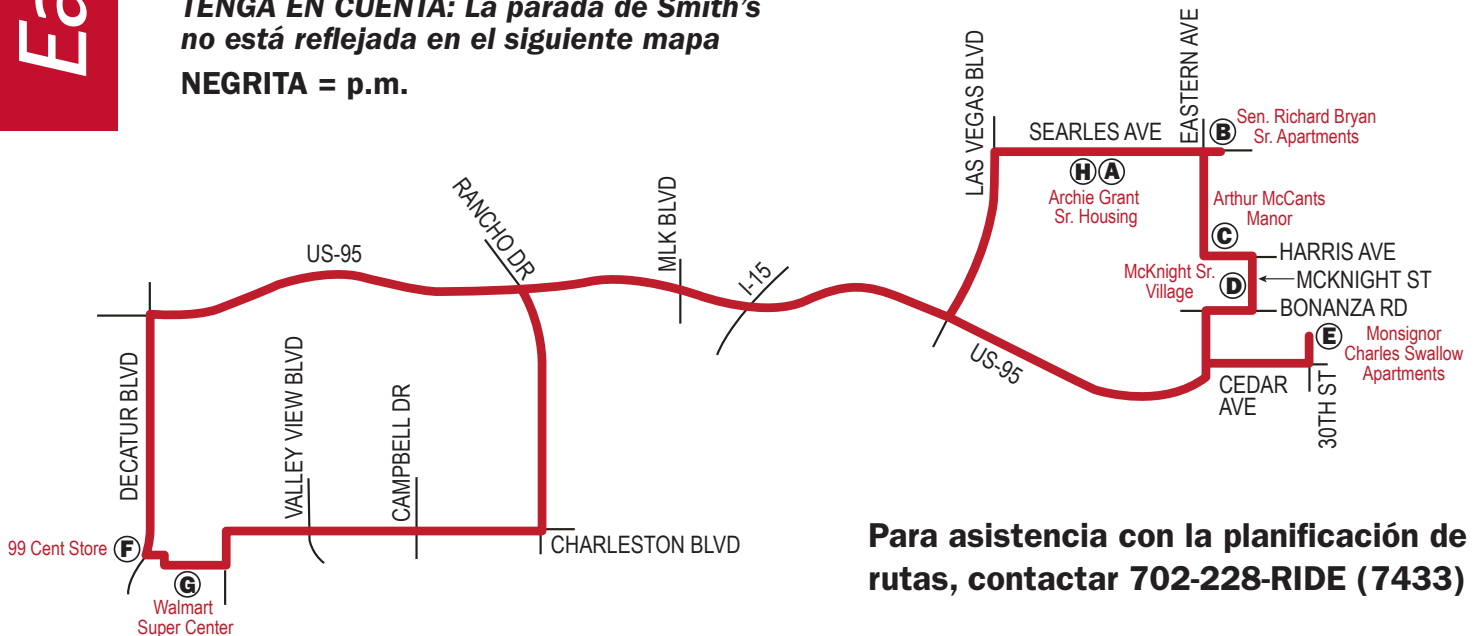 Ea
TENGA EN CUENTA: La parada de Smith's
no está reflejada en el siguiente mapa
NEGRITA = p.m.
LAS VEGAS BLVD
EASTERN AVE
SEARLES AVE
B
Sen. Richard Bryan
Sr. Apartments
H A
Archie Grant
Sr. Housing
Arthur McCants
Manor
C
HARRIS AVE
McKnight Sr.
Village
D
MCKNIGHT ST
BONANZA RD
E
Monsignor
Charles Swallow
Apartments
CEDAR
AVE
30TH ST
RANCHO DR
MLK BLVD
US-95
I-15
US-95
DECATUR BLVD
VALLEY VIEW BLVD
CAMPBELL DR
CHARLESTON BLVD
99 Cent Store
F
G
Walmart
Super Center
Para asistencia con la planificación de
rutas, contactar 702-228-RIDE (7433)